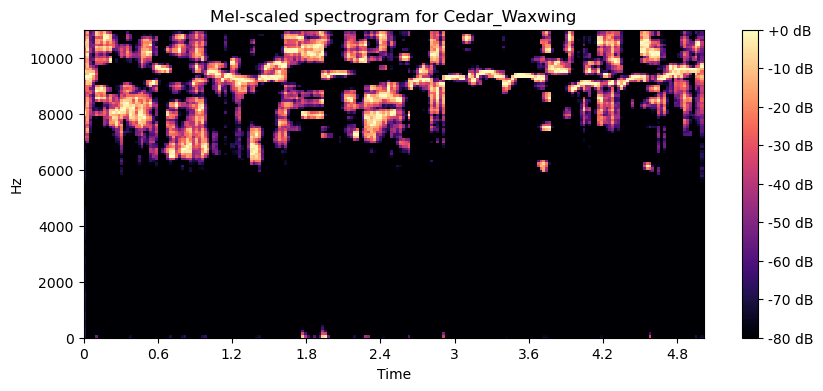 Mel-scaled spectrogram for Cedar_Waxwing
10000
8000
6000
4000
2000
0
Hz
0 0.6 1.2 1.8 2.4 3 3.6 4.2 4.8
Time
+0 dB
-10 dB
-20 dB
-30 dB
-40 dB
-50 dB
-60 dB
-70 dB
-80 dB